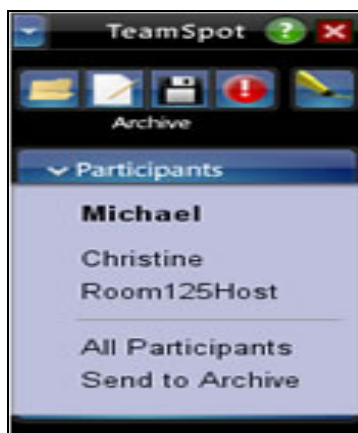 TeamSpot ?
Archive
Participants
Michael
Christine
Room125Host
All Participants
Send to Archive